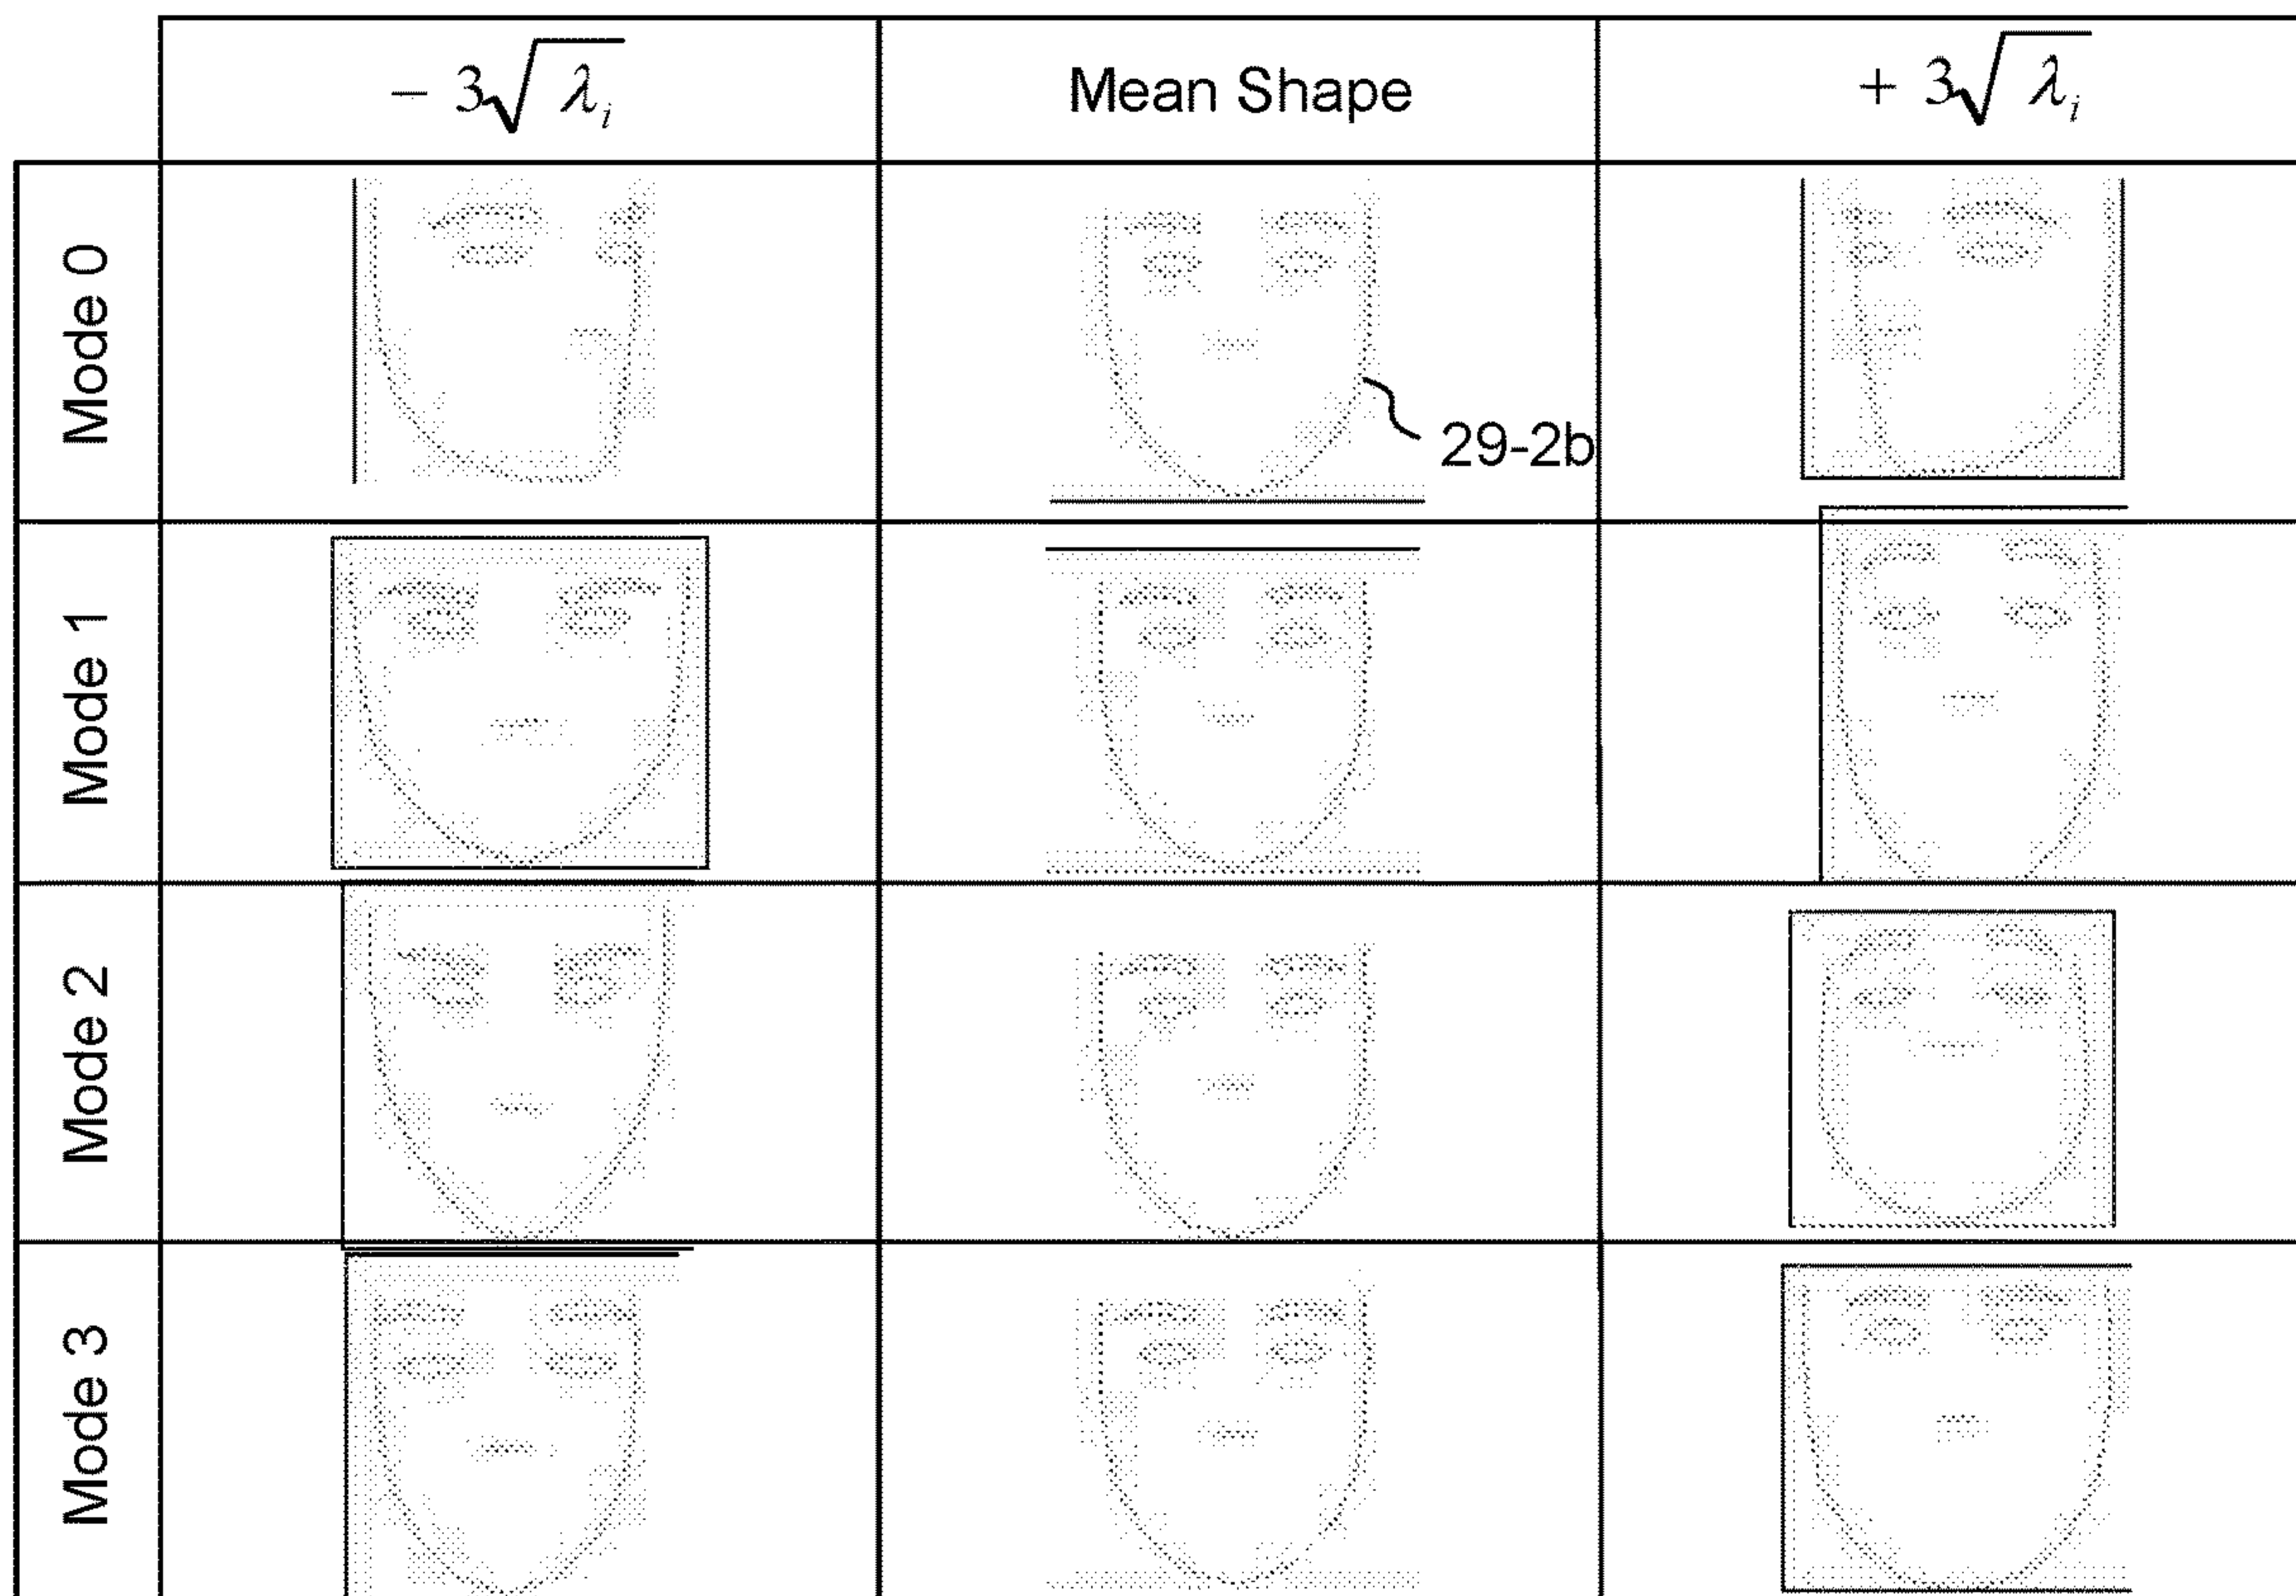 − 3√λᵢ Mean Shape + 3√λᵢ
Mode 0
29-2b
Mode 1
Mode 2
Mode 3